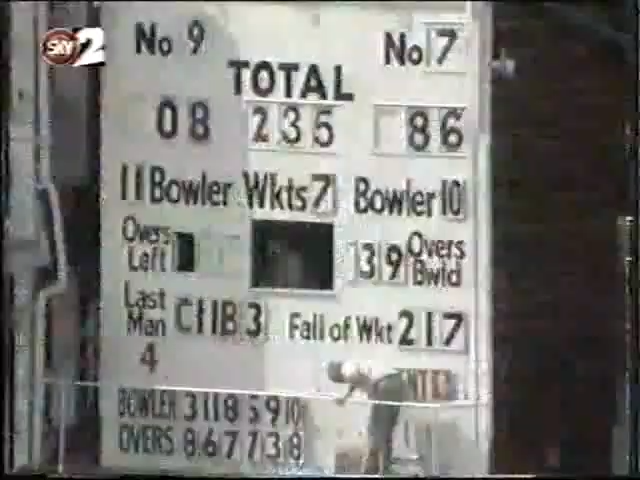 sky 2
No 9 No 7
TOTAL
08 235 86
11 Bowler Wkts 7 Bowler 10
Overs Left 39 Overs Bwld
Last Man C11B 3 Fall of Wkt 217
4
BOWLER 3 11 8 5 9 10
OVERS 8 6 7 7 3 8